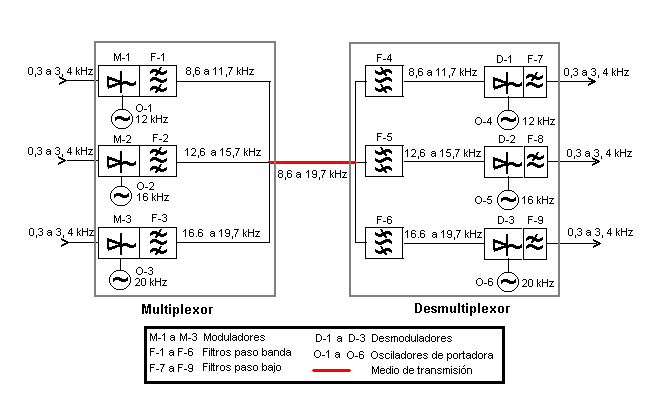 M-1 F-1
0,3 a 3, 4 kHz
8,6 a 11,7 kHz
O-1
12 kHz
M-2 F-2
0,3 a 3, 4 kHz
12,6 a 15,7 kHz
O-2
16 kHz
M-3 F-3
0,3 a 3, 4 kHz
16.6 a 19,7 kHz
O-3
20 kHz
8,6 a 19,7 kHz
F-4
8,6 a 11,7 kHz
D-1 F-7
0,3 a 3, 4 kHz
O-4 12 kHz
F-5
12,6 a 15,7 kHz
D-2 F-8
0,3 a 3, 4 kHz
O-5 16 kHz
F-6
16.6 a 19,7 kHz
D-3 F-9
0,3 a 3, 4 kHz
O-6 20 kHz
Multiplexor
Desmultiplexor
M-1 a M-3 Moduladores
F-1 a F-6 Filtros paso banda
F-7 a F-9 Filtros paso bajo
D-1 a D-3 Desmoduladores
O-1 a O-6 Osciladores de portadora
Medio de transmisión